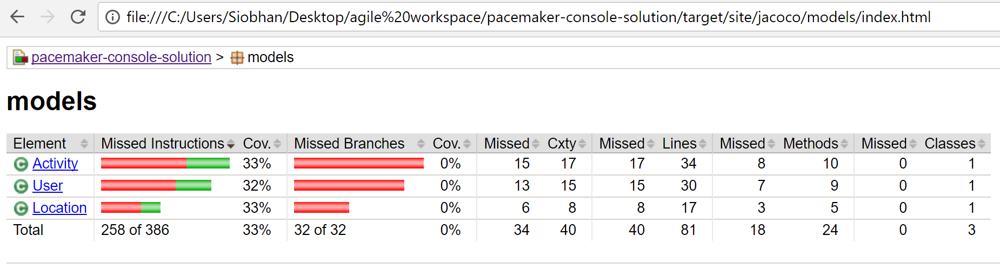 file:///C:/Users/Siobhan/Desktop/agile%20workspace/pacemaker-console-solution/target/site/jacoco/models/index.html
pacemaker-console-solution > models
models
Element Missed Instructions Cov. Missed Branches Cov. Missed Cxty Missed Lines Missed Methods Missed Classes
Activity 33% 0% 15 17 17 34 8 10 0 1
User 32% 0% 13 15 15 30 7 9 0 1
Location 33% 0% 6 8 8 17 3 5 0 1
Total 258 of 386 33% 32 of 32 0% 34 40 40 81 18 24 0 3